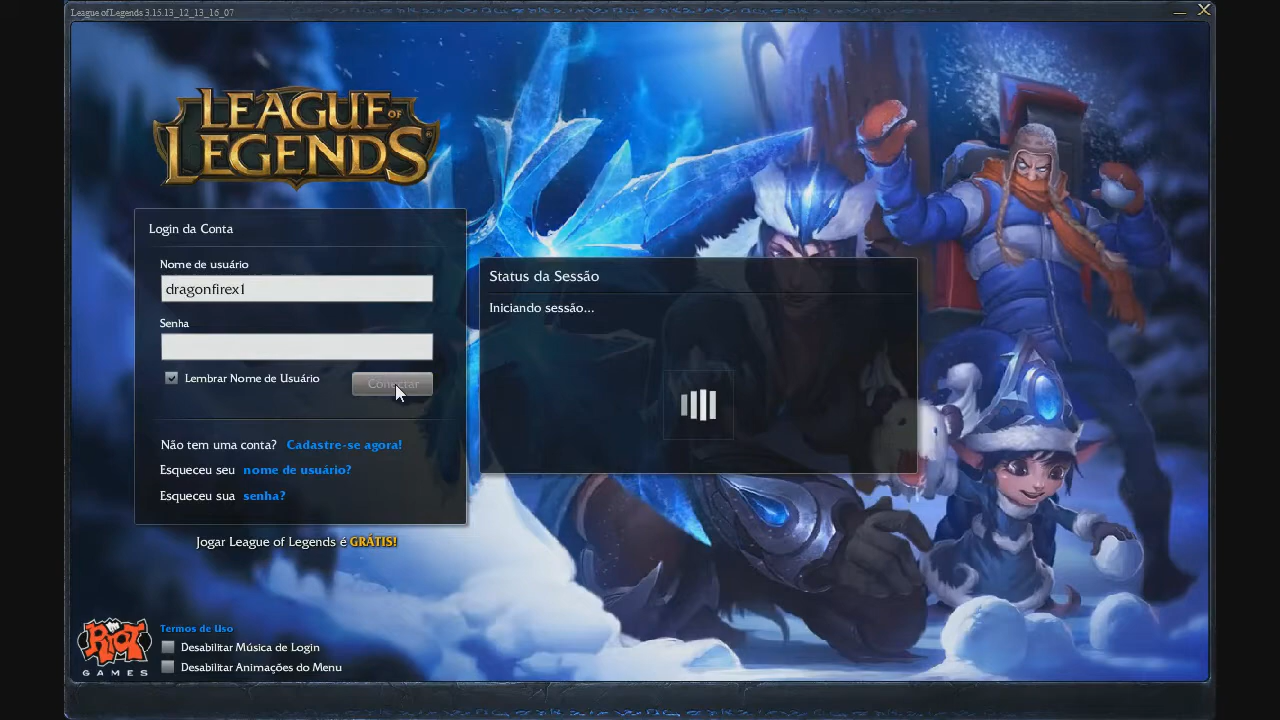 League of Legends 3.15.13_12_13_16_07
LEAGUE OF LEGENDS
Login da Conta
Nome de usuário
dragonfirex1
Senha
Lembrar Nome de Usuário
Conectar
Não tem uma conta? Cadastre-se agora!
Esqueceu seu nome de usuário?
Esqueceu sua senha?
Jogar League of Legends é GRÁTIS!
Status da Sessão
Iniciando sessão...
RIOT GAMES
Termos de Uso
Desabilitar Música de Login
Desabilitar Animações do Menu